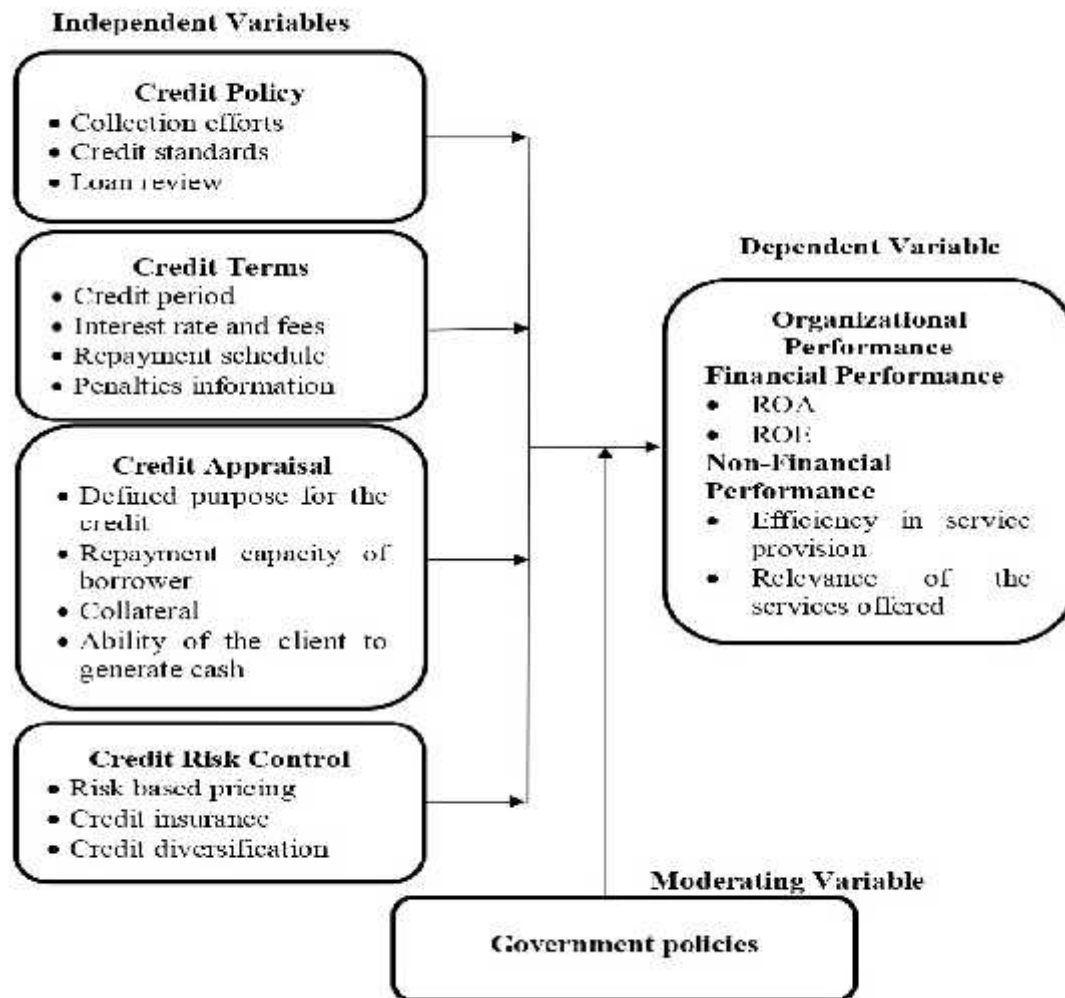 Independent Variables
Credit Policy
• Collection efforts
• Credit standards
• Loan review
Credit Terms
• Credit period
• Interest rate and fees
• Repayment schedule
• Penalties information
Credit Appraisal
• Defined purpose for the
credit
• Repayment capacity of
borrower
• Collateral
• Ability of the client to
generate cash
Credit Risk Control
• Risk based pricing
• Credit insurance
• Credit diversification
Dependent Variable
Organizational
Performance
Financial Performance
• ROA
• ROE
Non-Financial
Performance
• Efficiency in service
provision
• Relevance of the
services offered
Moderating Variable
Government policies